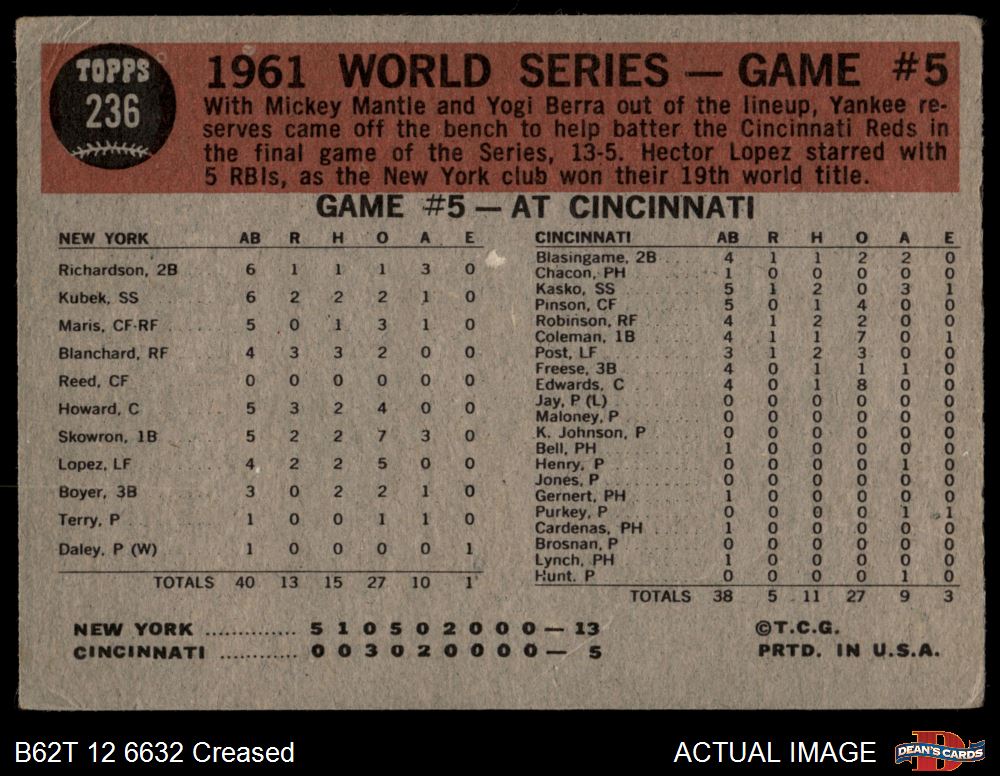 TOPPS
236
1961 WORLD SERIES — GAME #5
With Mickey Mantle and Yogi Berra out of the lineup, Yankee re-
serves came off the bench to help batter the Cincinnati Reds in
the final game of the Series, 13-5. Hector Lopez starred with
5 RBIs, as the New York club won their 19th world title.
GAME #5 — AT CINCINNATI
NEW YORK AB R H O A E
Richardson, 2B 6 1 1 1 3 0
Kubek, SS 6 2 2 2 1 0
Maris, CF-RF 5 0 1 3 1 0
Blanchard, RF 4 3 3 2 0 0
Reed, CF 0 0 0 0 0 0
Howard, C 5 3 2 4 0 0
Skowron, 1B 5 2 2 7 3 0
Lopez, LF 4 2 2 5 0 0
Boyer, 3B 3 0 2 2 1 0
Terry, P 1 0 0 1 1 0
Daley, P (W) 1 0 0 0 0 1
TOTALS 40 13 15 27 10 1
CINCINNATI AB R H O A E
Blasingame, 2B 4 1 1 2 2 0
Chacon, PH 1 0 0 0 0 0
Kasko, SS 5 1 2 0 3 1
Pinson, CF 5 0 1 4 0 0
Robinson, RF 4 1 2 2 0 0
Coleman, 1B 4 1 1 7 0 1
Post, LF 3 1 2 3 0 0
Freese, 3B 4 0 1 1 1 0
Edwards, C 4 0 1 8 0 0
Jay, P (L) 0 0 0 0 0 0
Maloney, P 0 0 0 0 0 0
K. Johnson, P 0 0 0 0 0 0
Bell, PH 1 0 0 0 0 0
Henry, P 0 0 0 0 1 0
Jones, P 0 0 0 0 0 0
Gernert, PH 1 0 0 0 0 0
Purkey, P 0 0 0 0 1 1
Cardenas, PH 1 0 0 0 0 0
Brosnan, P 0 0 0 0 0 0
Lynch, PH 1 0 0 0 0 0
Hunt, P 0 0 0 0 1 0
TOTALS 38 5 11 27 9 3
NEW YORK .............. 5 1 0 5 0 2 0 0 0 — 13
CINCINNATI ............ 0 0 3 0 2 0 0 0 0 — 5
©T.C.G.
PRTD. IN U.S.A.
B62T 12 6632 Creased
ACTUAL IMAGE
DEAN'S CARDS